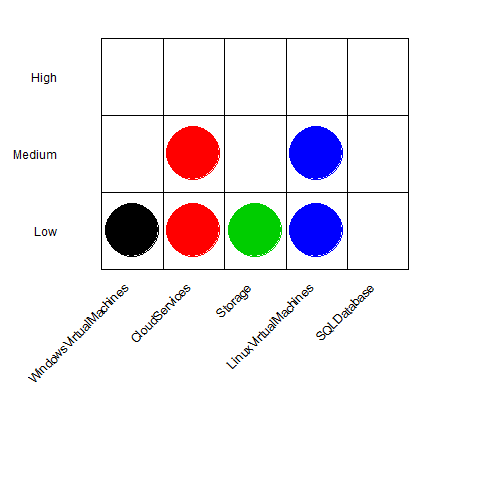 High
Medium
Low
WindowsVirtualMachines
CloudServices
Storage
LinuxVirtualMachines
SQLDatabase